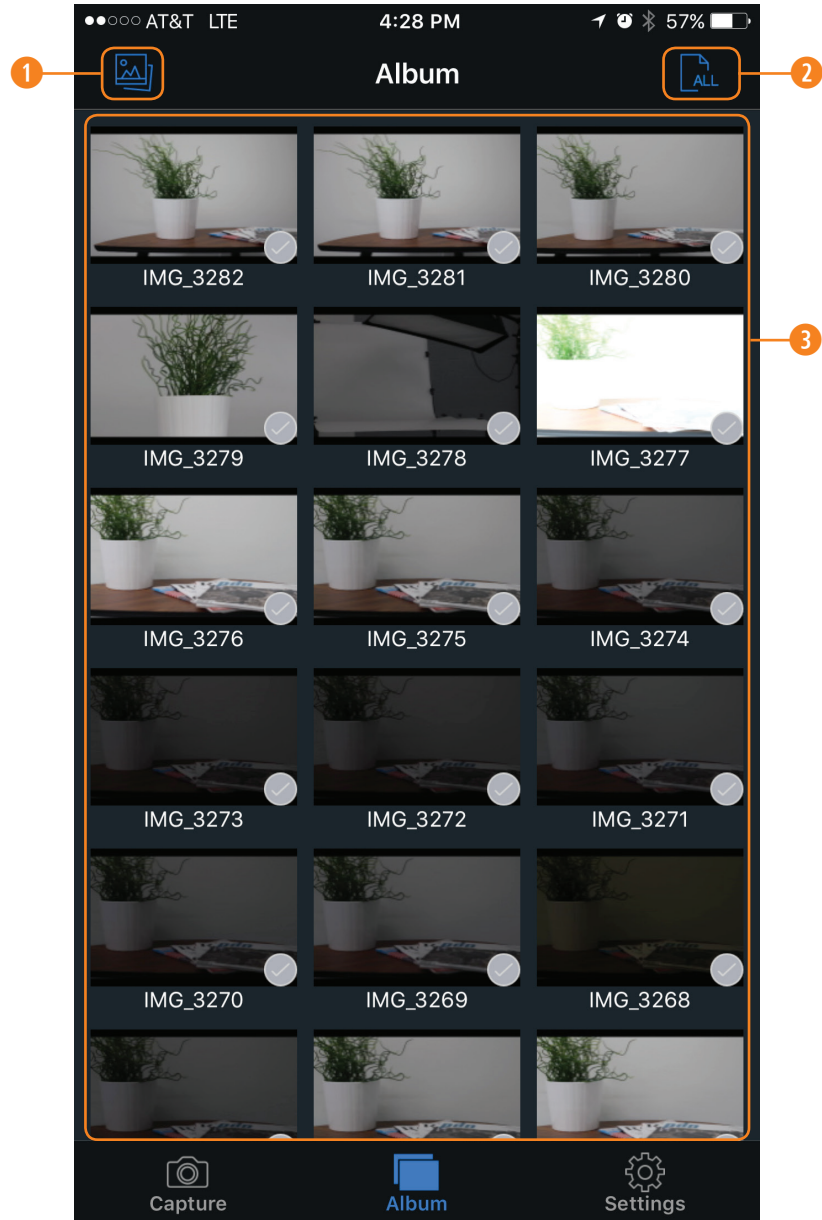 AT&T LTE 4:28 PM 57%
1 Album ALL 2
IMG_3282 IMG_3281 IMG_3280
3
IMG_3279 IMG_3278 IMG_3277
IMG_3276 IMG_3275 IMG_3274
IMG_3273 IMG_3272 IMG_3271
IMG_3270 IMG_3269 IMG_3268
Capture Album Settings